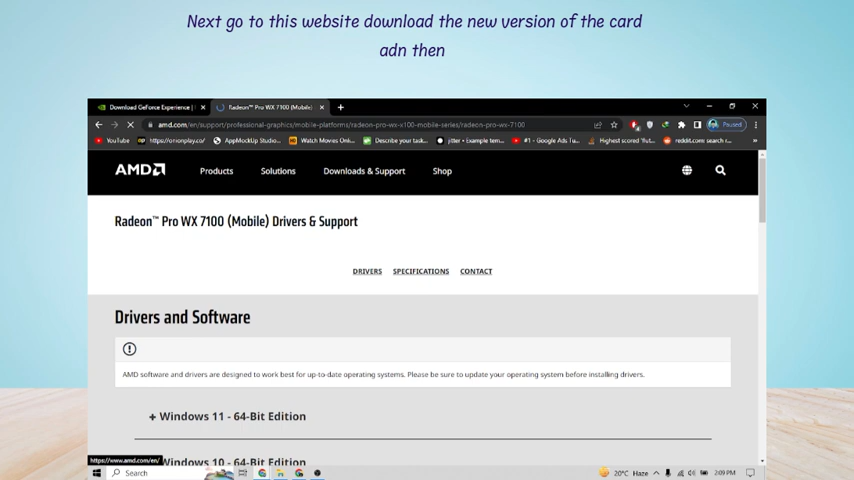 Next go to this website download the new version of the card
adn then
Download GeForce Experience |
Radeon™ Pro WX 7100 (Mobile)
amd.com/en/support/professional-graphics/mobile-platforms/radeon-pro-wx-x100-mobile-series/radeon-pro-wx-7100
Paused
YouTube
https://onionplay.co/
AppMockUp Studio...
Watch Movies Onli...
Describe your task...
jitter • Example tem...
#1 - Google Ads Tu...
Highest scored 'flut...
reddit.com: search r...
AMD
Products
Solutions
Downloads & Support
Shop
Radeon™ Pro WX 7100 (Mobile) Drivers & Support
DRIVERS
SPECIFICATIONS
CONTACT
Drivers and Software
AMD software and drivers are designed to work best for up-to-date operating systems. Please be sure to update your operating system before installing drivers.
+ Windows 11 - 64-Bit Edition
Windows 10 - 64-Bit Edition
https://www.amd.com/en/
Search
20°C Haze
2:09 PM